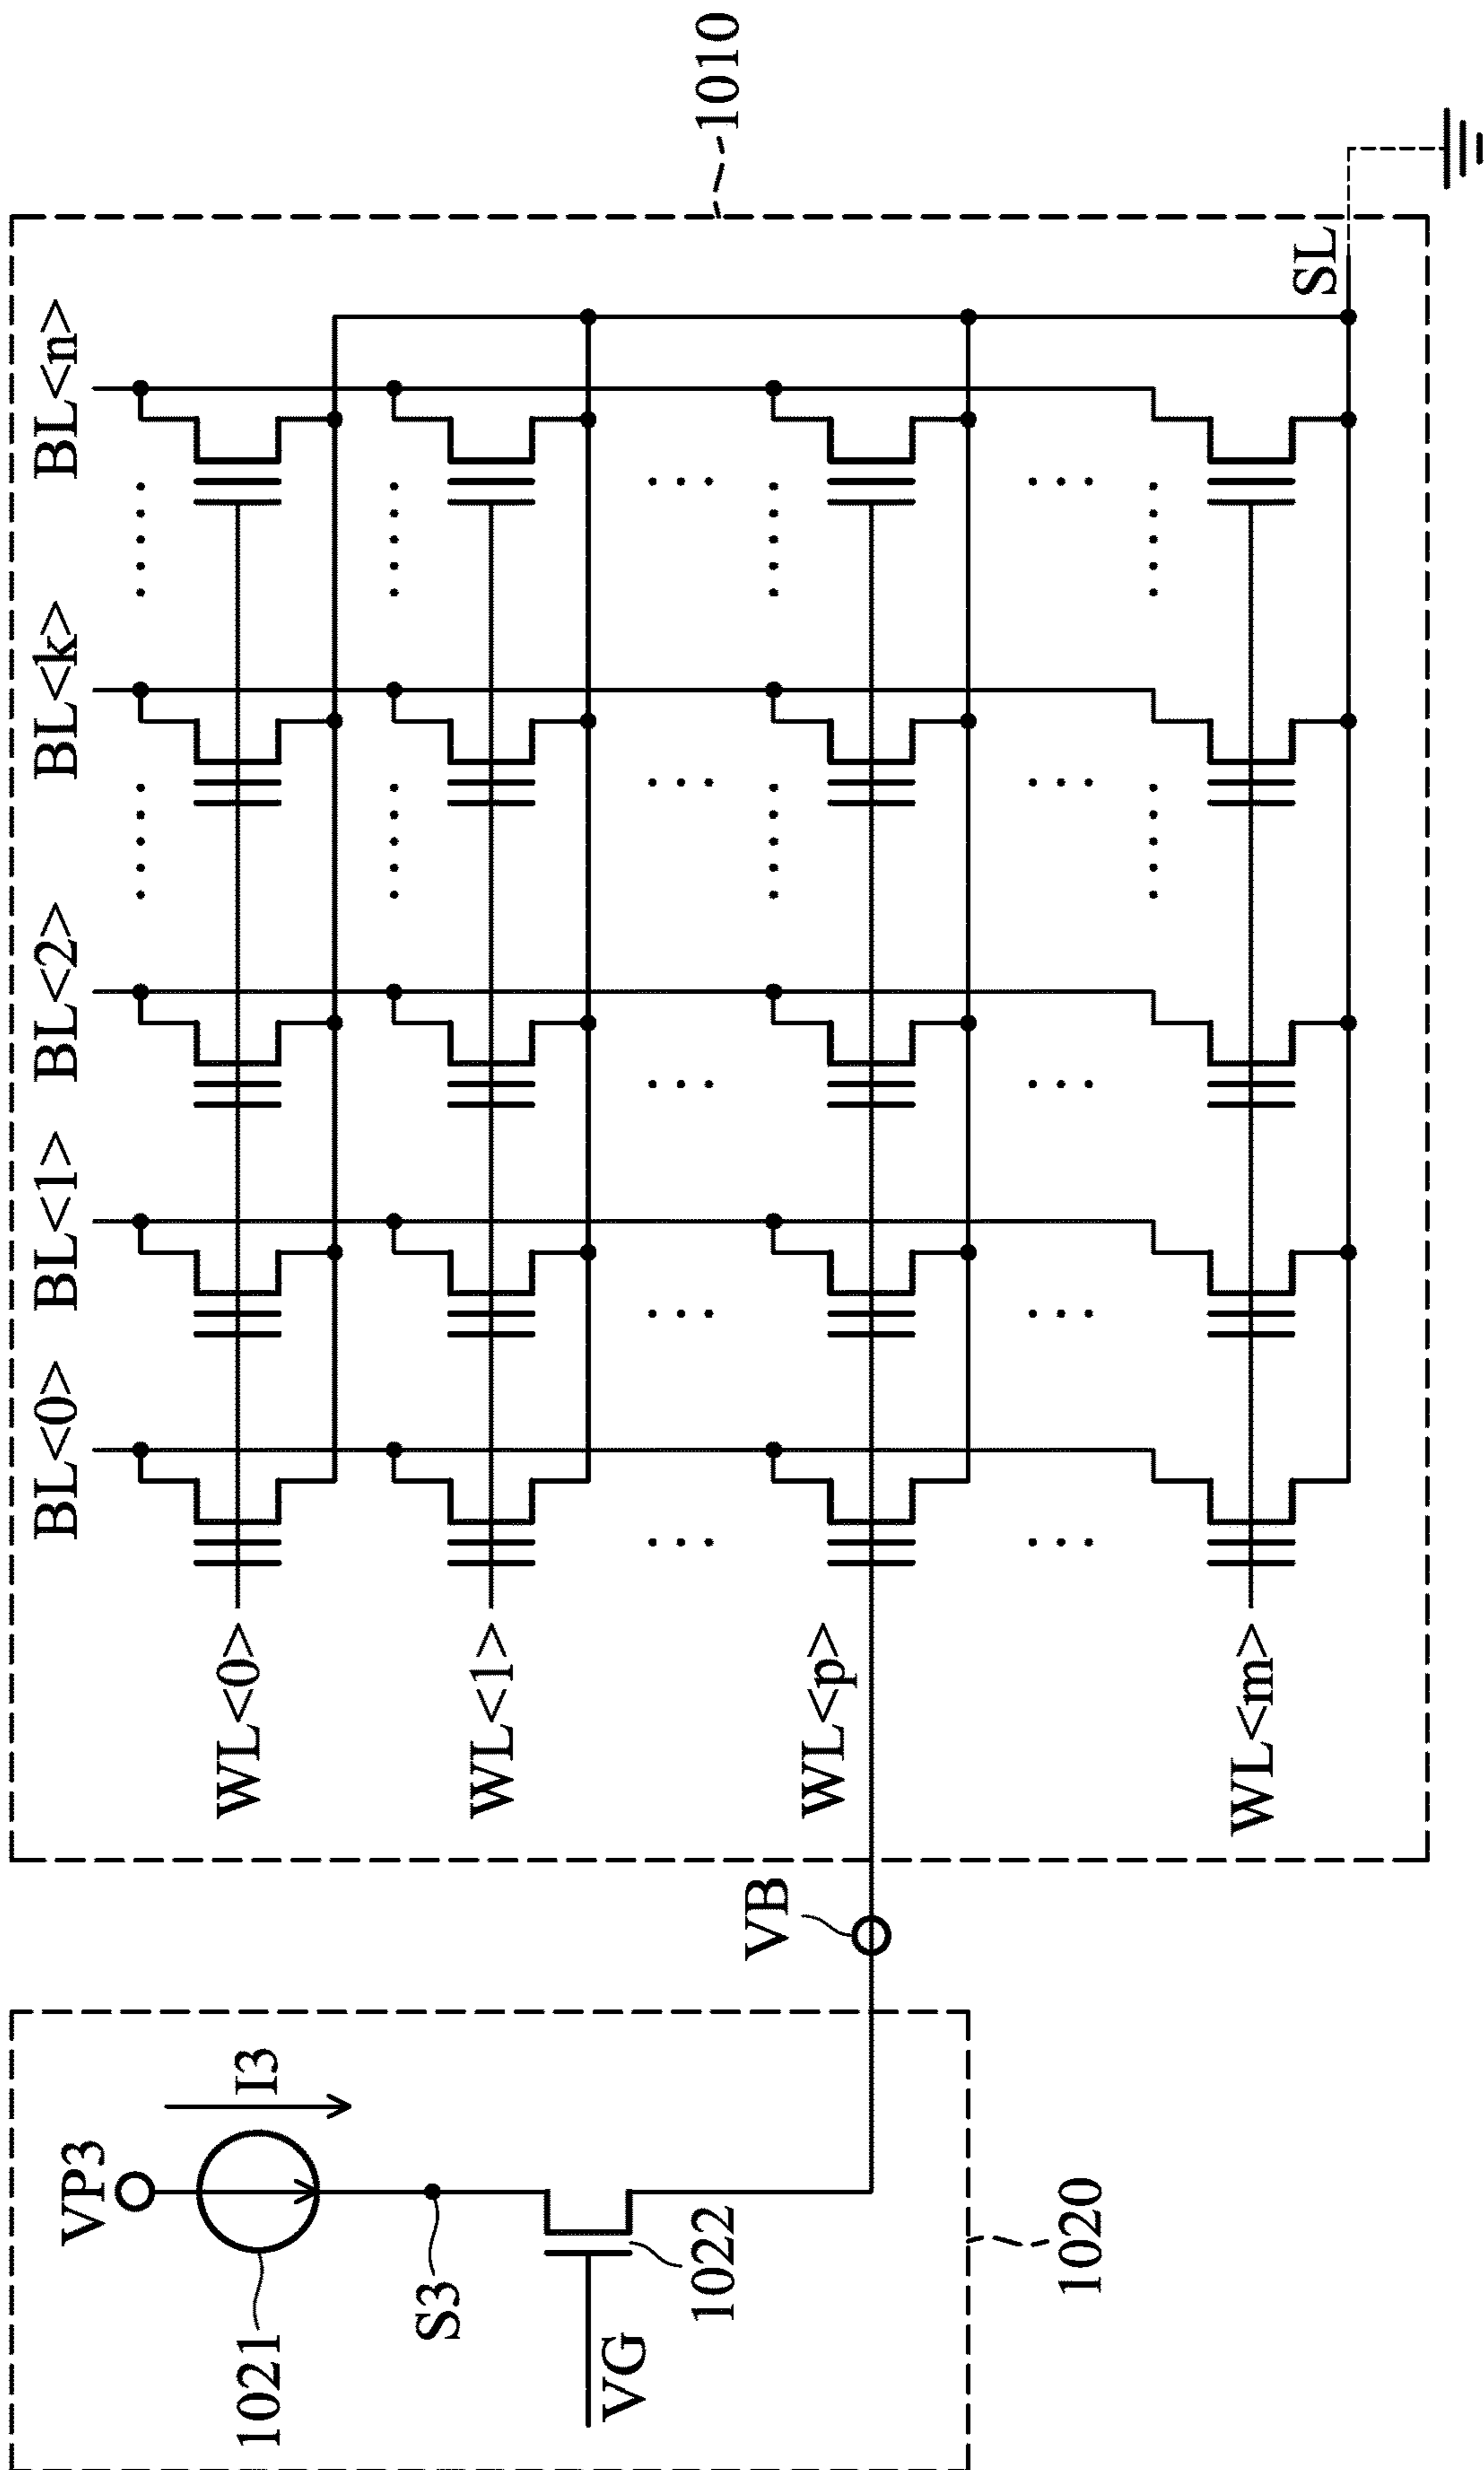 VP3
I3
1021
S3
VG
1022
1020
VB
BL<0>
BL<1>
BL<2>
BL<k>
BL<n>
WL<0>
WL<1>
WL<p>
WL<m>
SL
1010